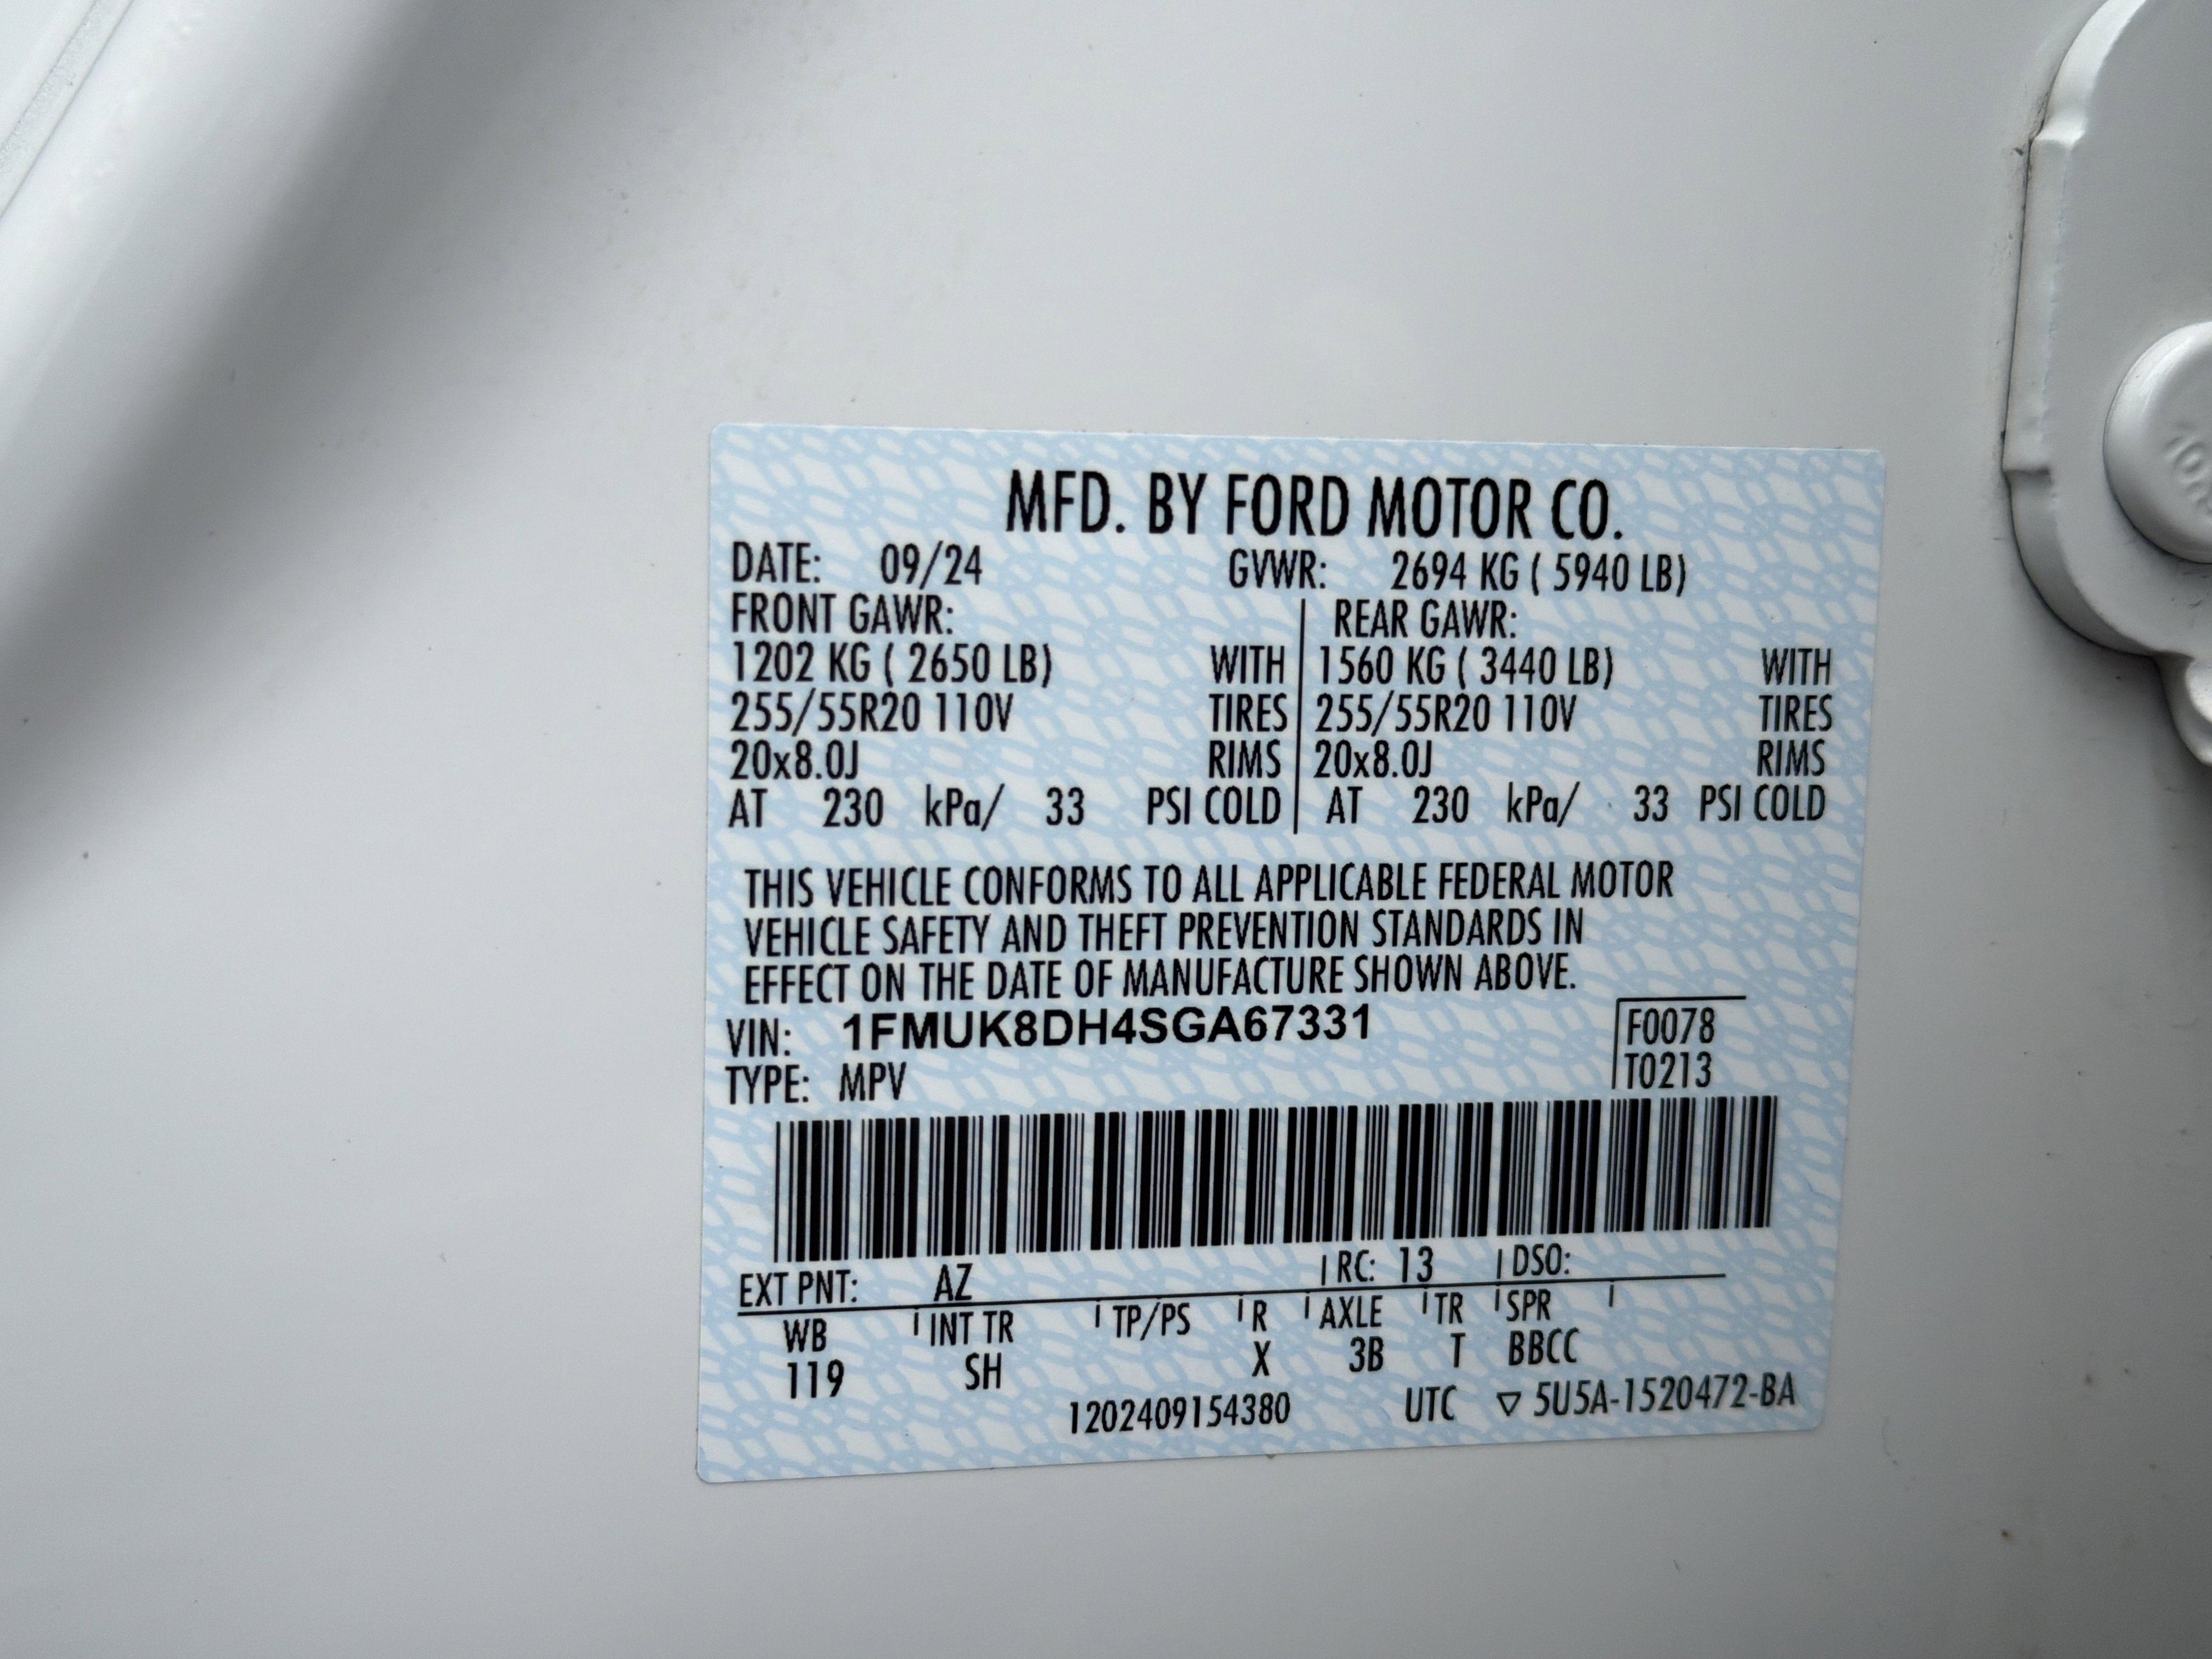 MFD. BY FORD MOTOR CO.
DATE: 09/24 GVWR: 2694 KG ( 5940 LB)
FRONT GAWR: REAR GAWR:
1202 KG ( 2650 LB) WITH 1560 KG ( 3440 LB) WITH
255/55R20 110V TIRES 255/55R20 110V TIRES
20x8.0J RIMS 20x8.0J RIMS
AT 230 kPa/ 33 PSI COLD AT 230 kPa/ 33 PSI COLD
THIS VEHICLE CONFORMS TO ALL APPLICABLE FEDERAL MOTOR
VEHICLE SAFETY AND THEFT PREVENTION STANDARDS IN
EFFECT ON THE DATE OF MANUFACTURE SHOWN ABOVE.
VIN: 1FMUK8DH4SGA67331 F0078
TYPE: MPV T0213
EXT PNT: AZ RC: 13 DSO:
WB INT TR TP/PS R AXLE TR SPR
119 SH X 3B T BBCC
1202409154380 UTC ▽ 5U5A-1520472-BA